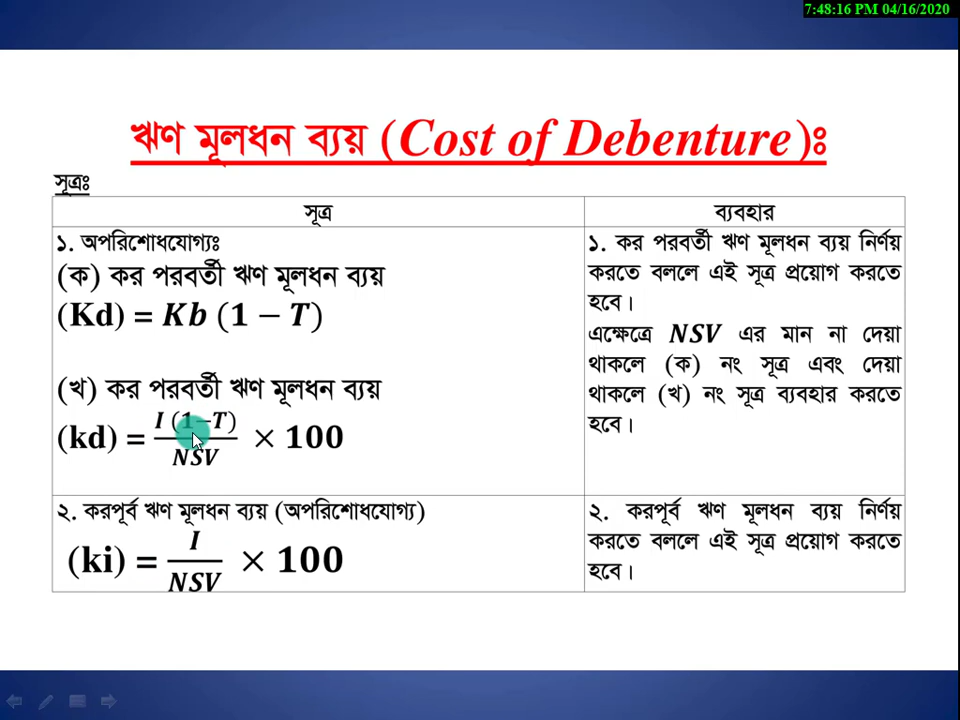 7:48:16 PM 04/16/2020
ঋণ মূলধন ব্যয় (Cost of Debenture)ঃ
সূত্রঃ
সূত্র
ব্যবহার
১. অপরিশোধযোগ্যঃ
(ক) কর পরবর্তী ঋণ মূলধন ব্যয়
(Kd) = Kb (1 − T)
(খ) কর পরবর্তী ঋণ মূলধন ব্যয়
(kd) = I (1−T) / NSV × 100
১. কর পরবর্তী ঋণ মূলধন ব্যয় নির্ণয়
করতে বললে এই সূত্র প্রয়োগ করতে
হবে।
এক্ষেত্রে NSV এর মান না দেয়া
থাকলে (ক) নং সূত্র এবং দেয়া
থাকলে (খ) নং সূত্র ব্যবহার করতে
হবে।
২. করপূর্ব ঋণ মূলধন ব্যয় (অপরিশোধযোগ্য)
(ki) = I / NSV × 100
২. করপূর্ব ঋণ মূলধন ব্যয় নির্ণয়
করতে বললে এই সূত্র প্রয়োগ করতে
হবে।